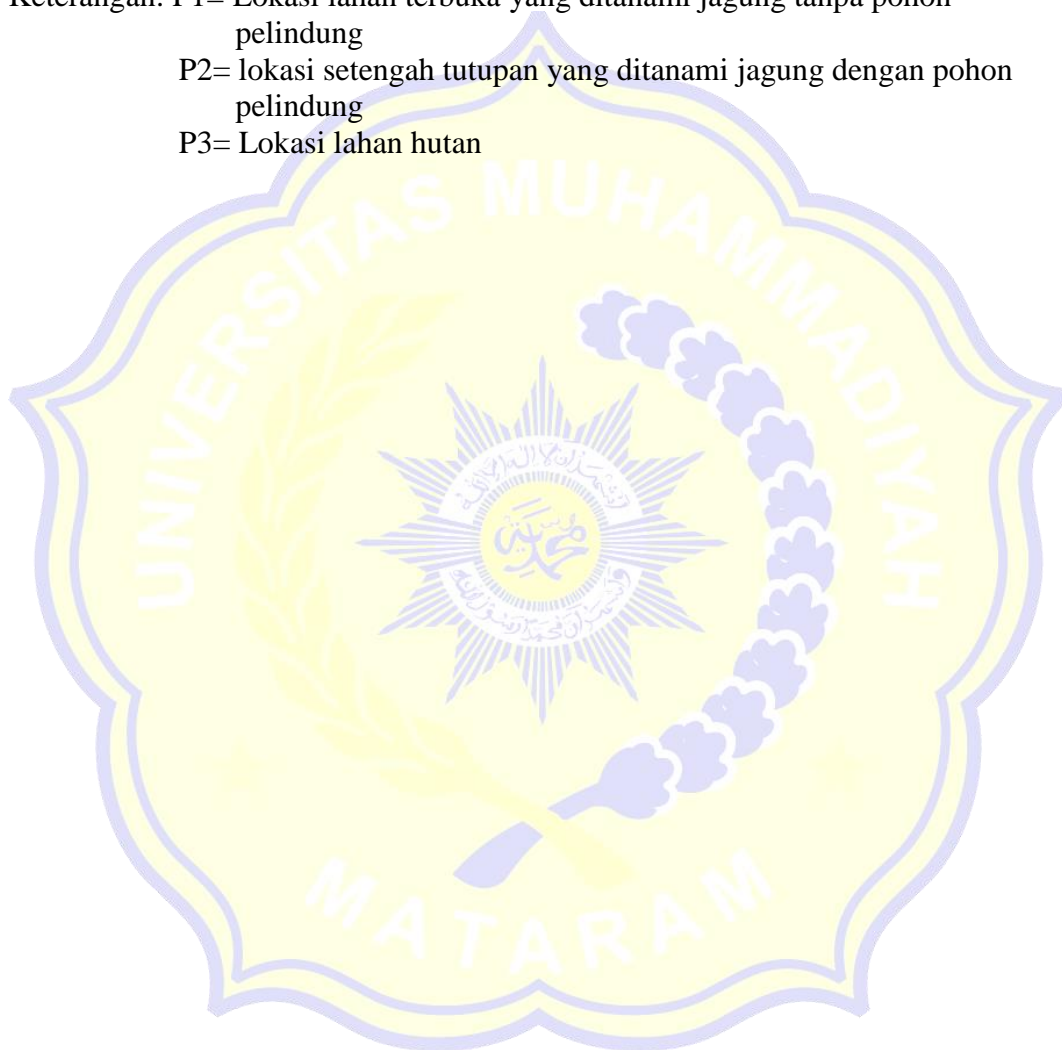 Keterangan: P1= Lokasi lahan terbuka yang ditanami jagung tanpa pohon
pelindung
P2= lokasi setengah tutupan yang ditanami jagung dengan pohon
pelindung
P3= Lokasi lahan hutan
UNIVERSITAS MUHAMMADIYAH
MATARAM